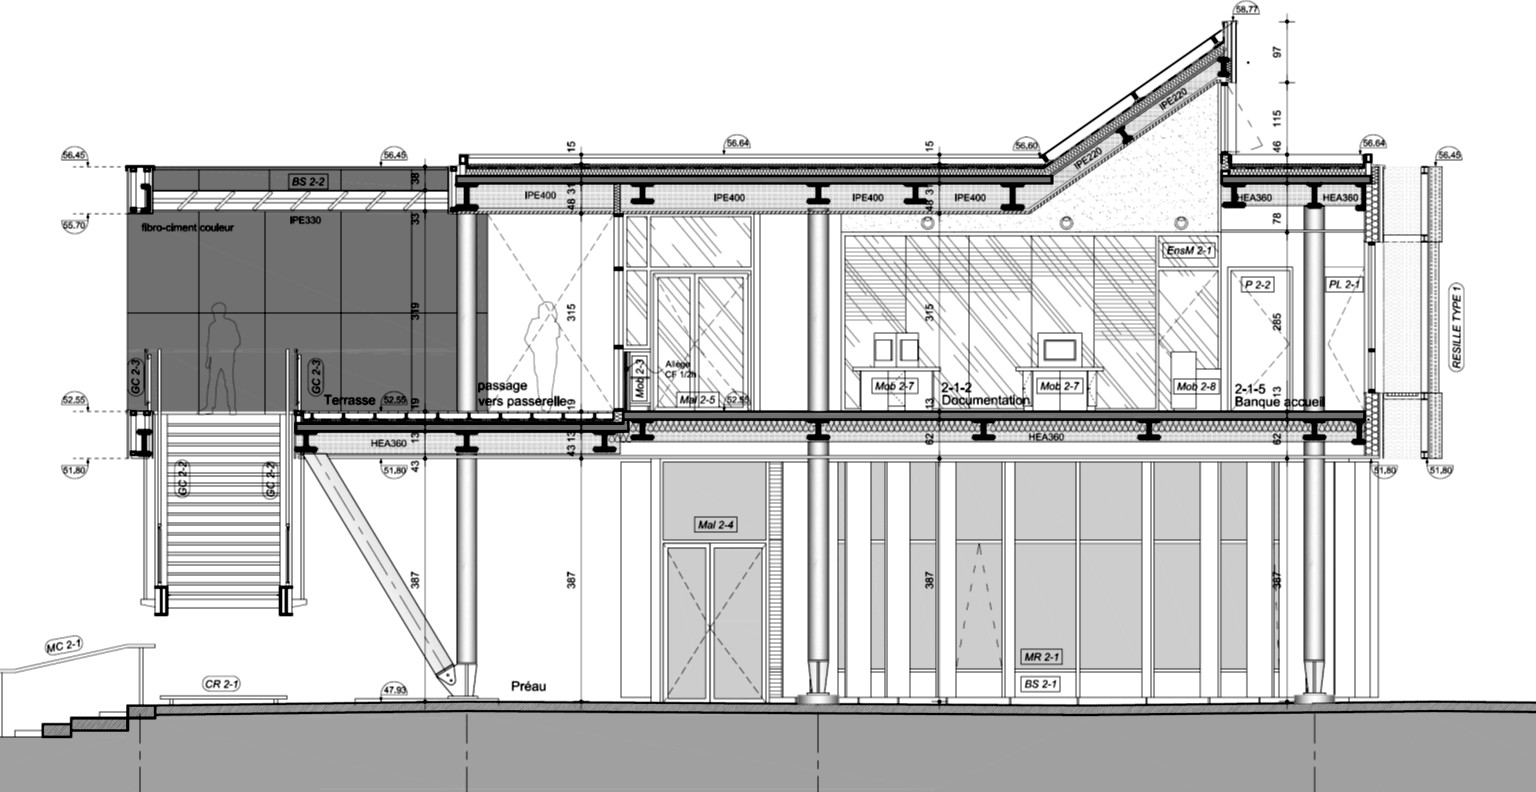 58,77
97
115
46
56,45
56,45
15
56,64
15
56,60
56,64
56,45
38
BS 2-2
IPE220
IPE220
31
48
IPE400
IPE400
IPE400
IPE400
HEA360
HEA360
55.70
fibro-ciment couleur
IPE330
33
78
EnsM 2-1
P 2-2
PL 2-1
319
315
315
285
RESILLE TYPE 1
GC 2-3
GC 2-3
Mob 2-3
Allège
CF 1/2h
Mal 2-5
52.55
Mob 2-7
Mob 2-7
Mob 2-8
52.55
Terrasse
52.55
19
passage
vers passerelle
19
13
2-1-2
Documentation
13
2-1-5
Banque accueil
13
HEA360
43
13
62
HEA360
62
51,80
51,80
43
51,80
51,80
GC 2-2
GC 2-2
Mal 2-4
387
387
387
387
MC 2-1
CR 2-1
47.93
Préau
MR 2-1
BS 2-1